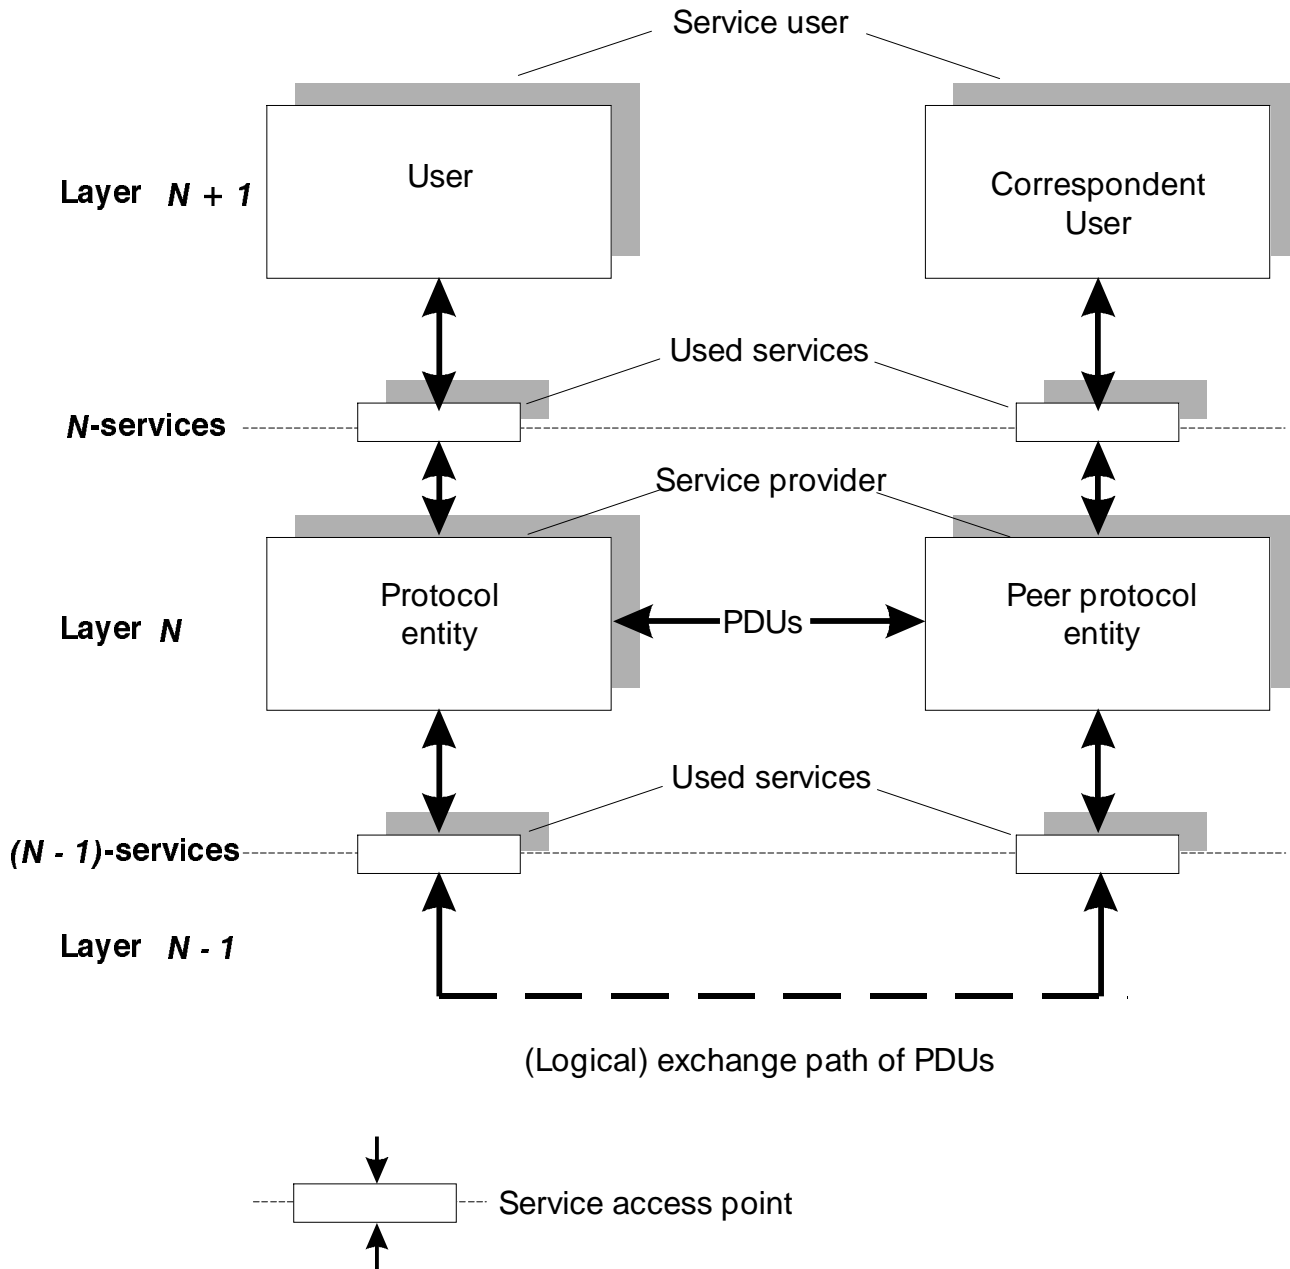 Service user
User
Layer N + 1
Correspondent
User
Used services
N-services
Service provider
Protocol
entity
Layer N
PDUs
Peer protocol
entity
Used services
(N - 1)-services
Layer N - 1
(Logical) exchange path of PDUs
Service access point